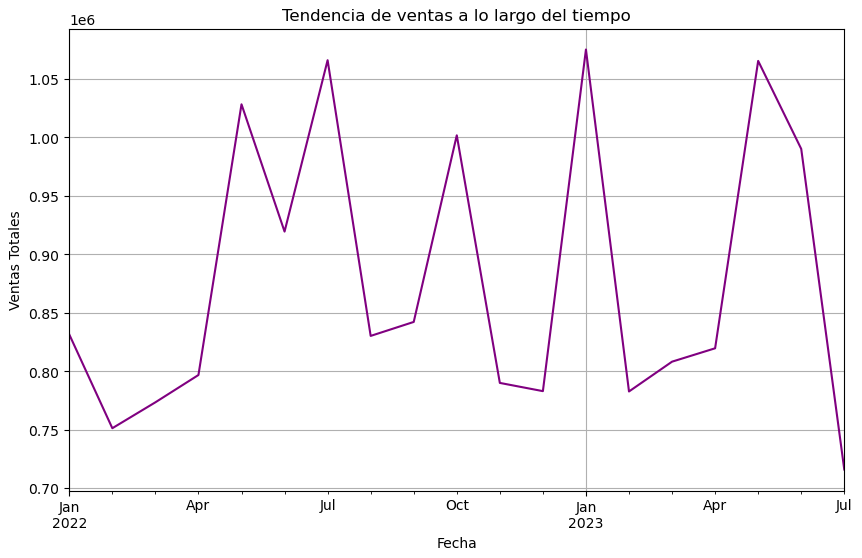 Tendencia de ventas a lo largo del tiempo
1e6
1.05
1.00
0.95
0.90
0.85
0.80
0.75
0.70
Ventas Totales
Jan Apr Jul Oct Jan Apr Jul
2022 2023
Fecha